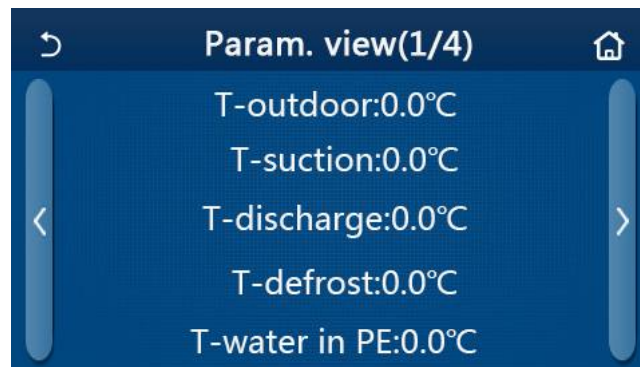 Param. view(1/4)
T-outdoor:0.0℃
T-suction:0.0℃
T-discharge:0.0℃
T-defrost:0.0℃
T-water in PE:0.0℃